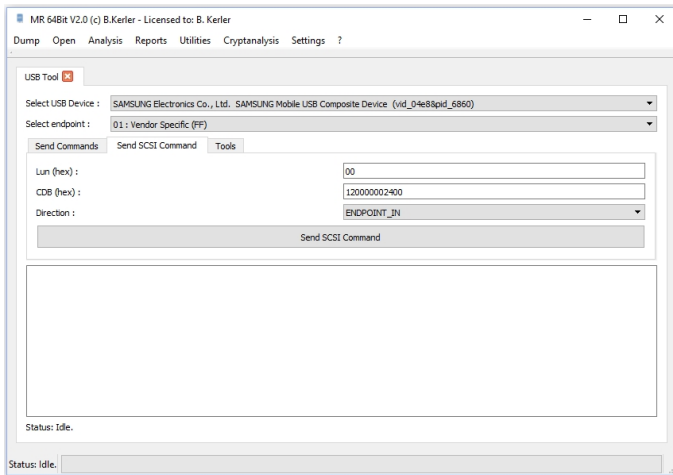 MR 64Bit V2.0 (c) B.Kerler - Licensed to: B. Kerler
Dump Open Analysis Reports Utilities Cryptanalysis Settings ?
USB Tool
Select USB Device : SAMSUNG Electronics Co., Ltd. SAMSUNG Mobile USB Composite Device (vid_04e8&pid_6860)
Select endpoint : 01 : Vendor Specific (FF)
Send Commands Send SCSI Command Tools
Lun (hex) : 00
CDB (hex) : 120000002400
Direction : ENDPOINT_IN
Send SCSI Command
Status: Idle.
Status: Idle.